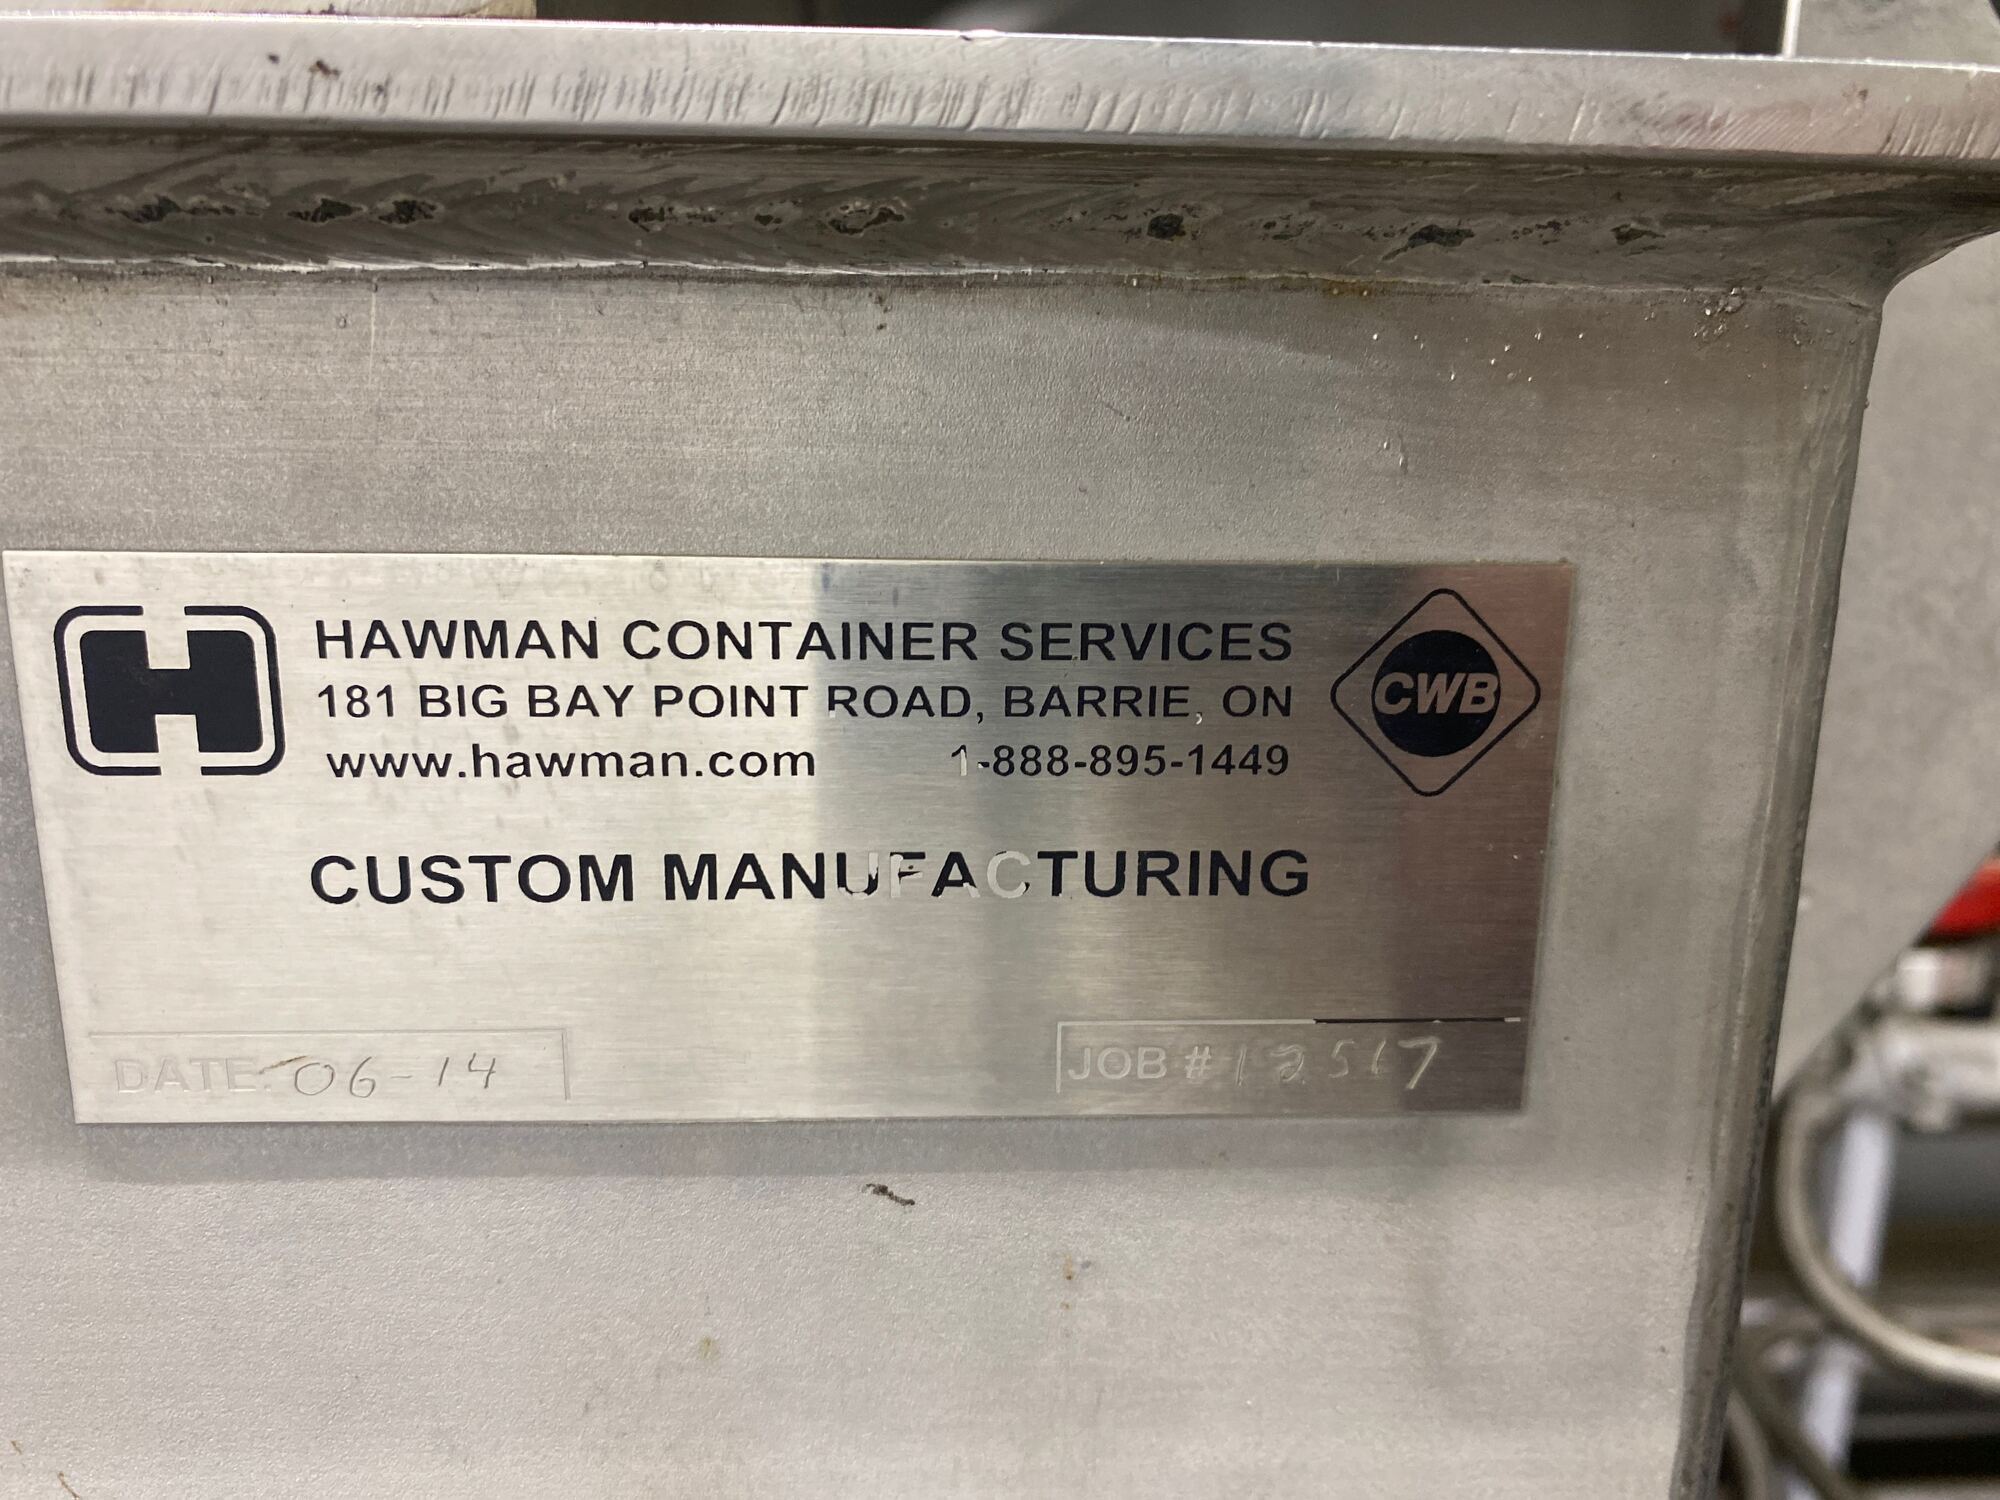 H
HAWMAN CONTAINER SERVICES
181 BIG BAY POINT ROAD, BARRIE, ON
www.hawman.com 1-888-895-1449
CWB
CUSTOM MANUFACTURING
DATE: 06-14
JOB # 12517